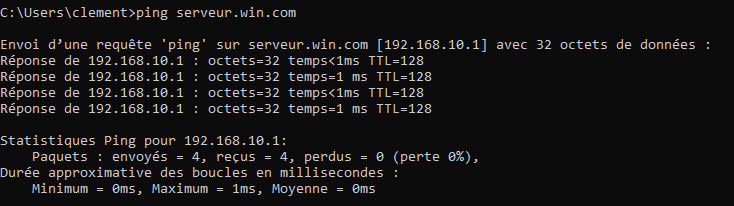 C:\Users\clement>ping serveur.win.com
Envoi d’une requête 'ping' sur serveur.win.com [192.168.10.1] avec 32 octets de données :
Réponse de 192.168.10.1 : octets=32 temps<1ms TTL=128
Réponse de 192.168.10.1 : octets=32 temps=1 ms TTL=128
Réponse de 192.168.10.1 : octets=32 temps<1ms TTL=128
Réponse de 192.168.10.1 : octets=32 temps=1 ms TTL=128
Statistiques Ping pour 192.168.10.1:
    Paquets : envoyés = 4, reçus = 4, perdus = 0 (perte 0%),
Durée approximative des boucles en millisecondes :
    Minimum = 0ms, Maximum = 1ms, Moyenne = 0ms